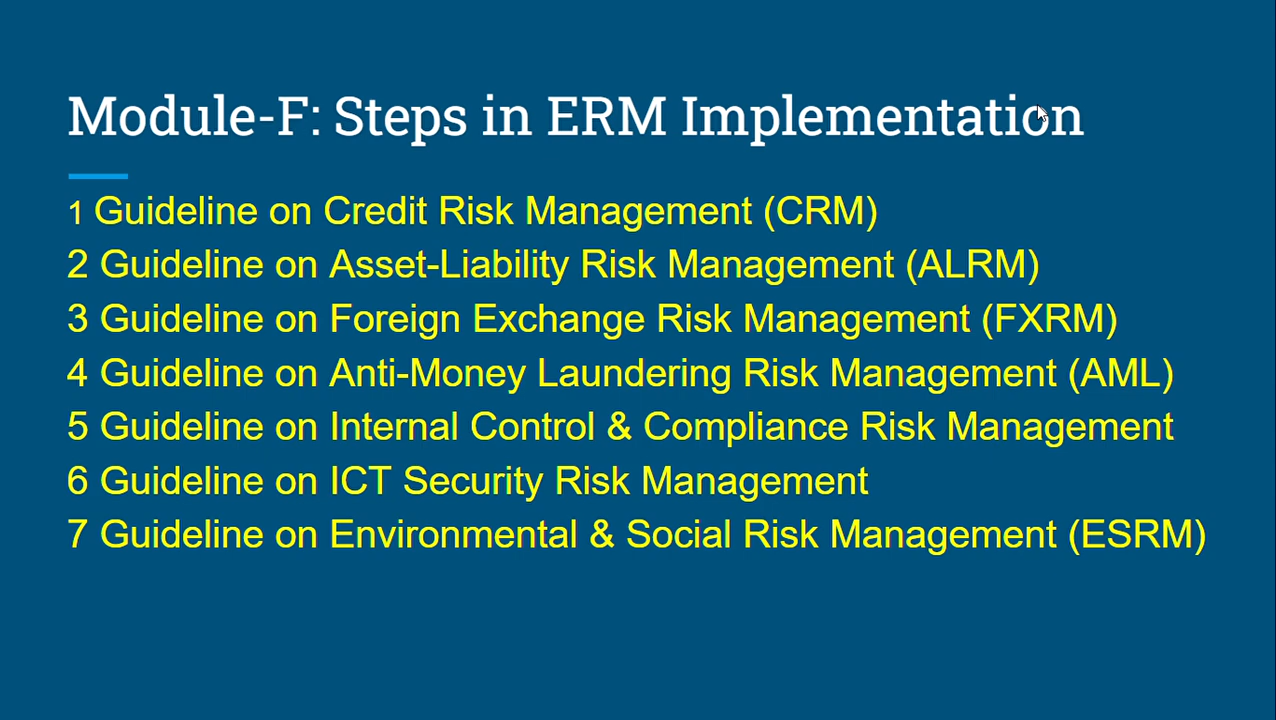 Module-F: Steps in ERM Implementation
1 Guideline on Credit Risk Management (CRM)
2 Guideline on Asset-Liability Risk Management (ALRM)
3 Guideline on Foreign Exchange Risk Management (FXRM)
4 Guideline on Anti-Money Laundering Risk Management (AML)
5 Guideline on Internal Control & Compliance Risk Management
6 Guideline on ICT Security Risk Management
7 Guideline on Environmental & Social Risk Management (ESRM)